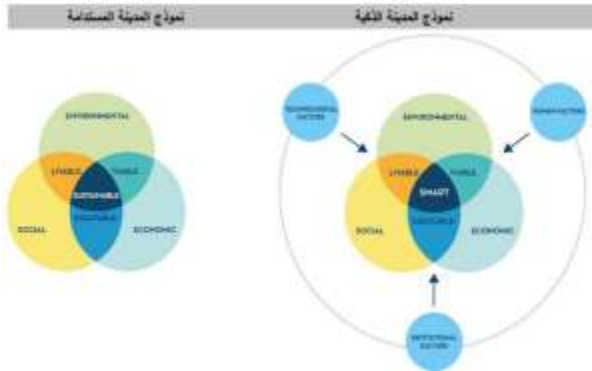 نموذج المدينة الذكية
نموذج المدينة المستدامة
ENVIRONMENTAL
LIVABLE
VIABLE
SUSTAINABLE
EQUITABLE
SOCIAL
ECONOMIC
TECHNOLOGICAL
FACTORS
HUMAN FACTORS
ENVIRONMENTAL
LIVABLE
VIABLE
SMART
EQUITABLE
SOCIAL
ECONOMIC
INSTITUTIONAL
FACTORS